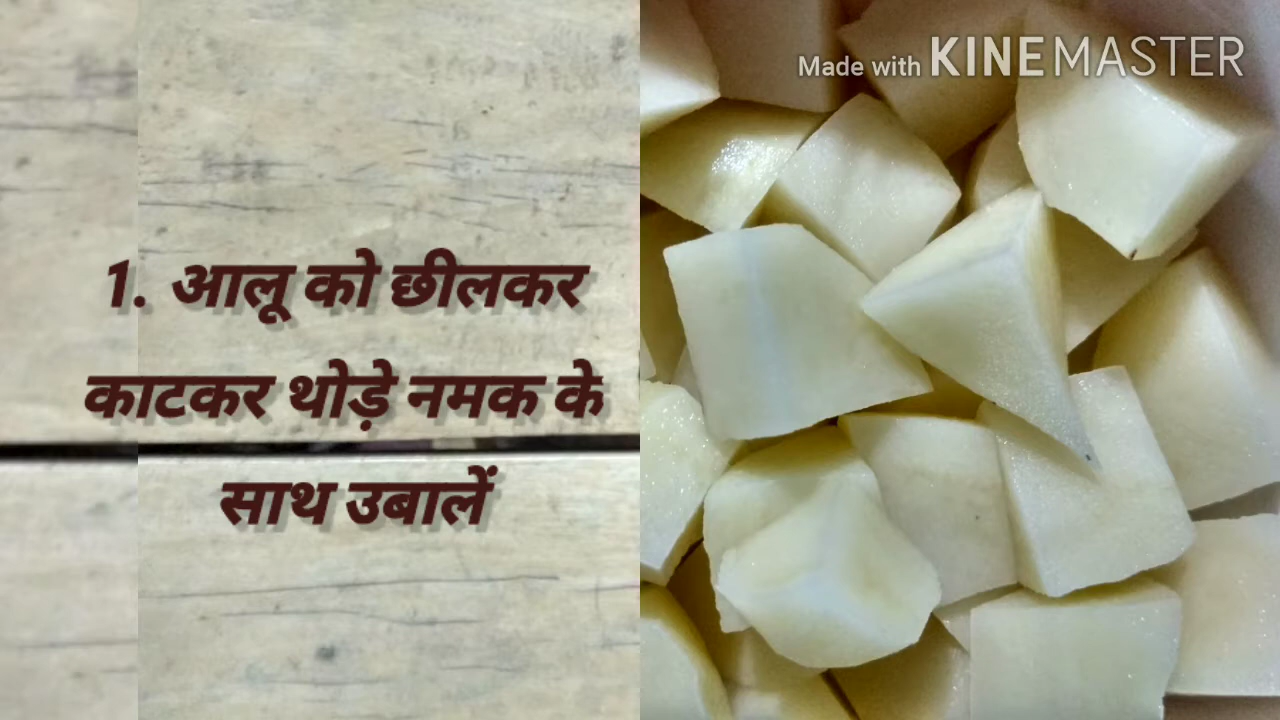 Made with KINEMASTER
1. आलू को छीलकर
काटकर थोड़े नमक के
साथ उबालें